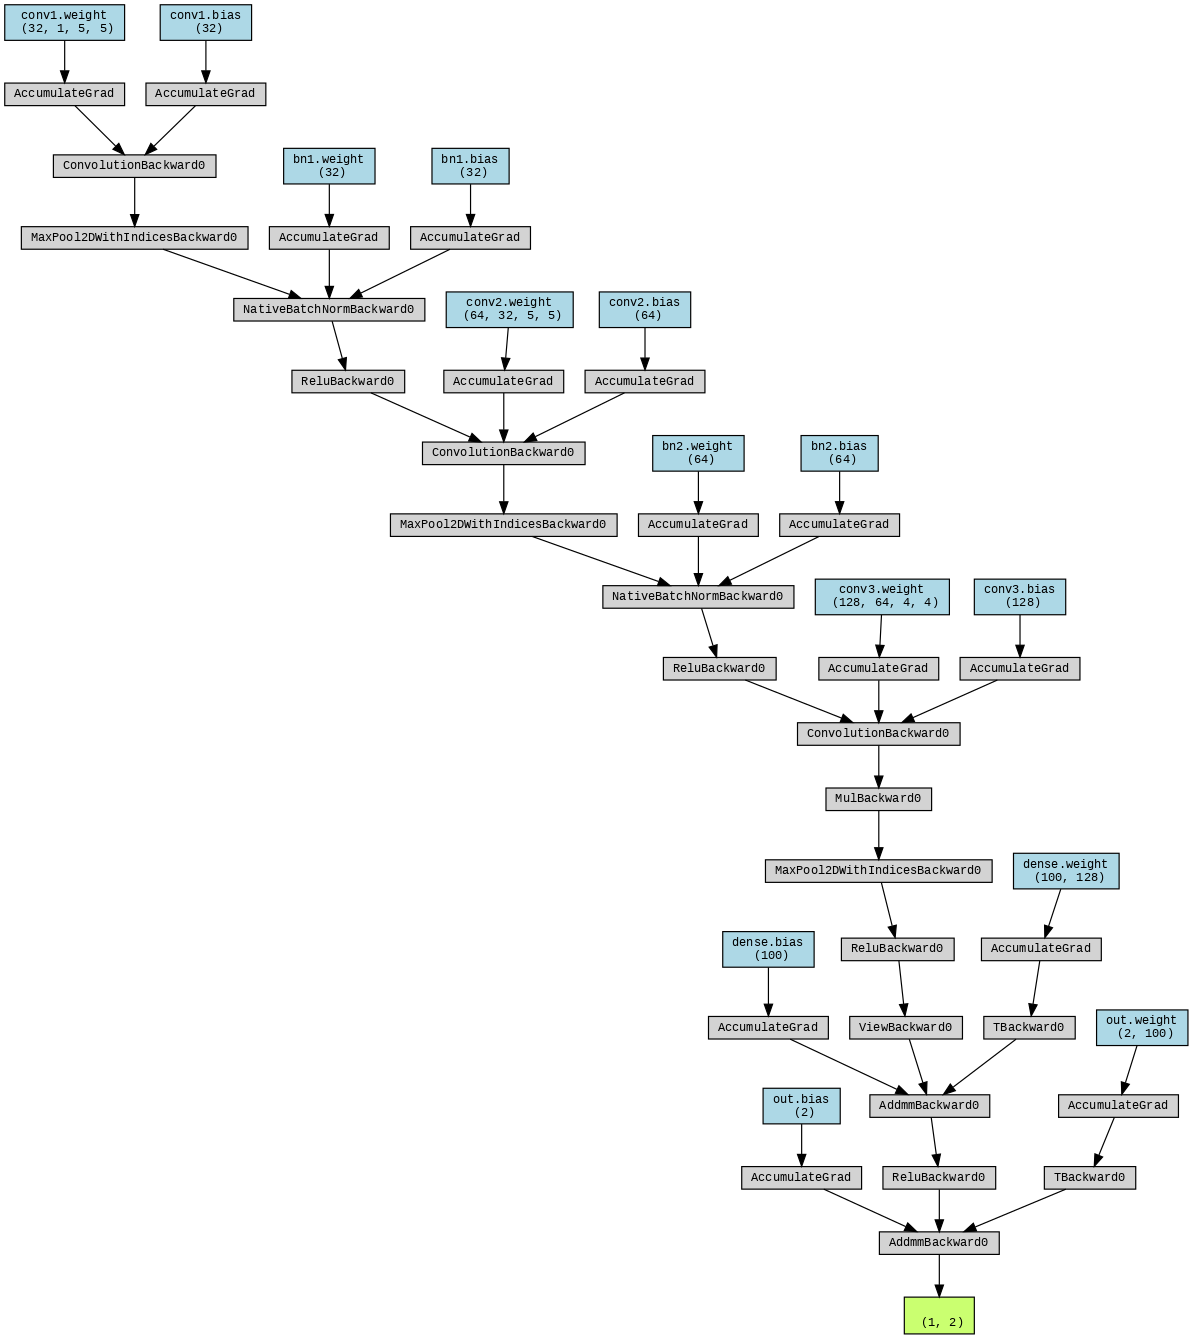 conv1.weight
(32, 1, 5, 5)
conv1.bias
(32)
AccumulateGrad
AccumulateGrad
ConvolutionBackward0
bn1.weight
(32)
bn1.bias
(32)
MaxPool2DWithIndicesBackward0
AccumulateGrad
AccumulateGrad
NativeBatchNormBackward0
conv2.weight
(64, 32, 5, 5)
conv2.bias
(64)
ReluBackward0
AccumulateGrad
AccumulateGrad
ConvolutionBackward0
bn2.weight
(64)
bn2.bias
(64)
MaxPool2DWithIndicesBackward0
AccumulateGrad
AccumulateGrad
NativeBatchNormBackward0
conv3.weight
(128, 64, 4, 4)
conv3.bias
(128)
ReluBackward0
AccumulateGrad
AccumulateGrad
ConvolutionBackward0
MulBackward0
MaxPool2DWithIndicesBackward0
dense.weight
(100, 128)
dense.bias
(100)
ReluBackward0
AccumulateGrad
AccumulateGrad
ViewBackward0
TBackward0
out.weight
(2, 100)
out.bias
(2)
AddmmBackward0
AccumulateGrad
AccumulateGrad
ReluBackward0
TBackward0
AddmmBackward0
(1, 2)